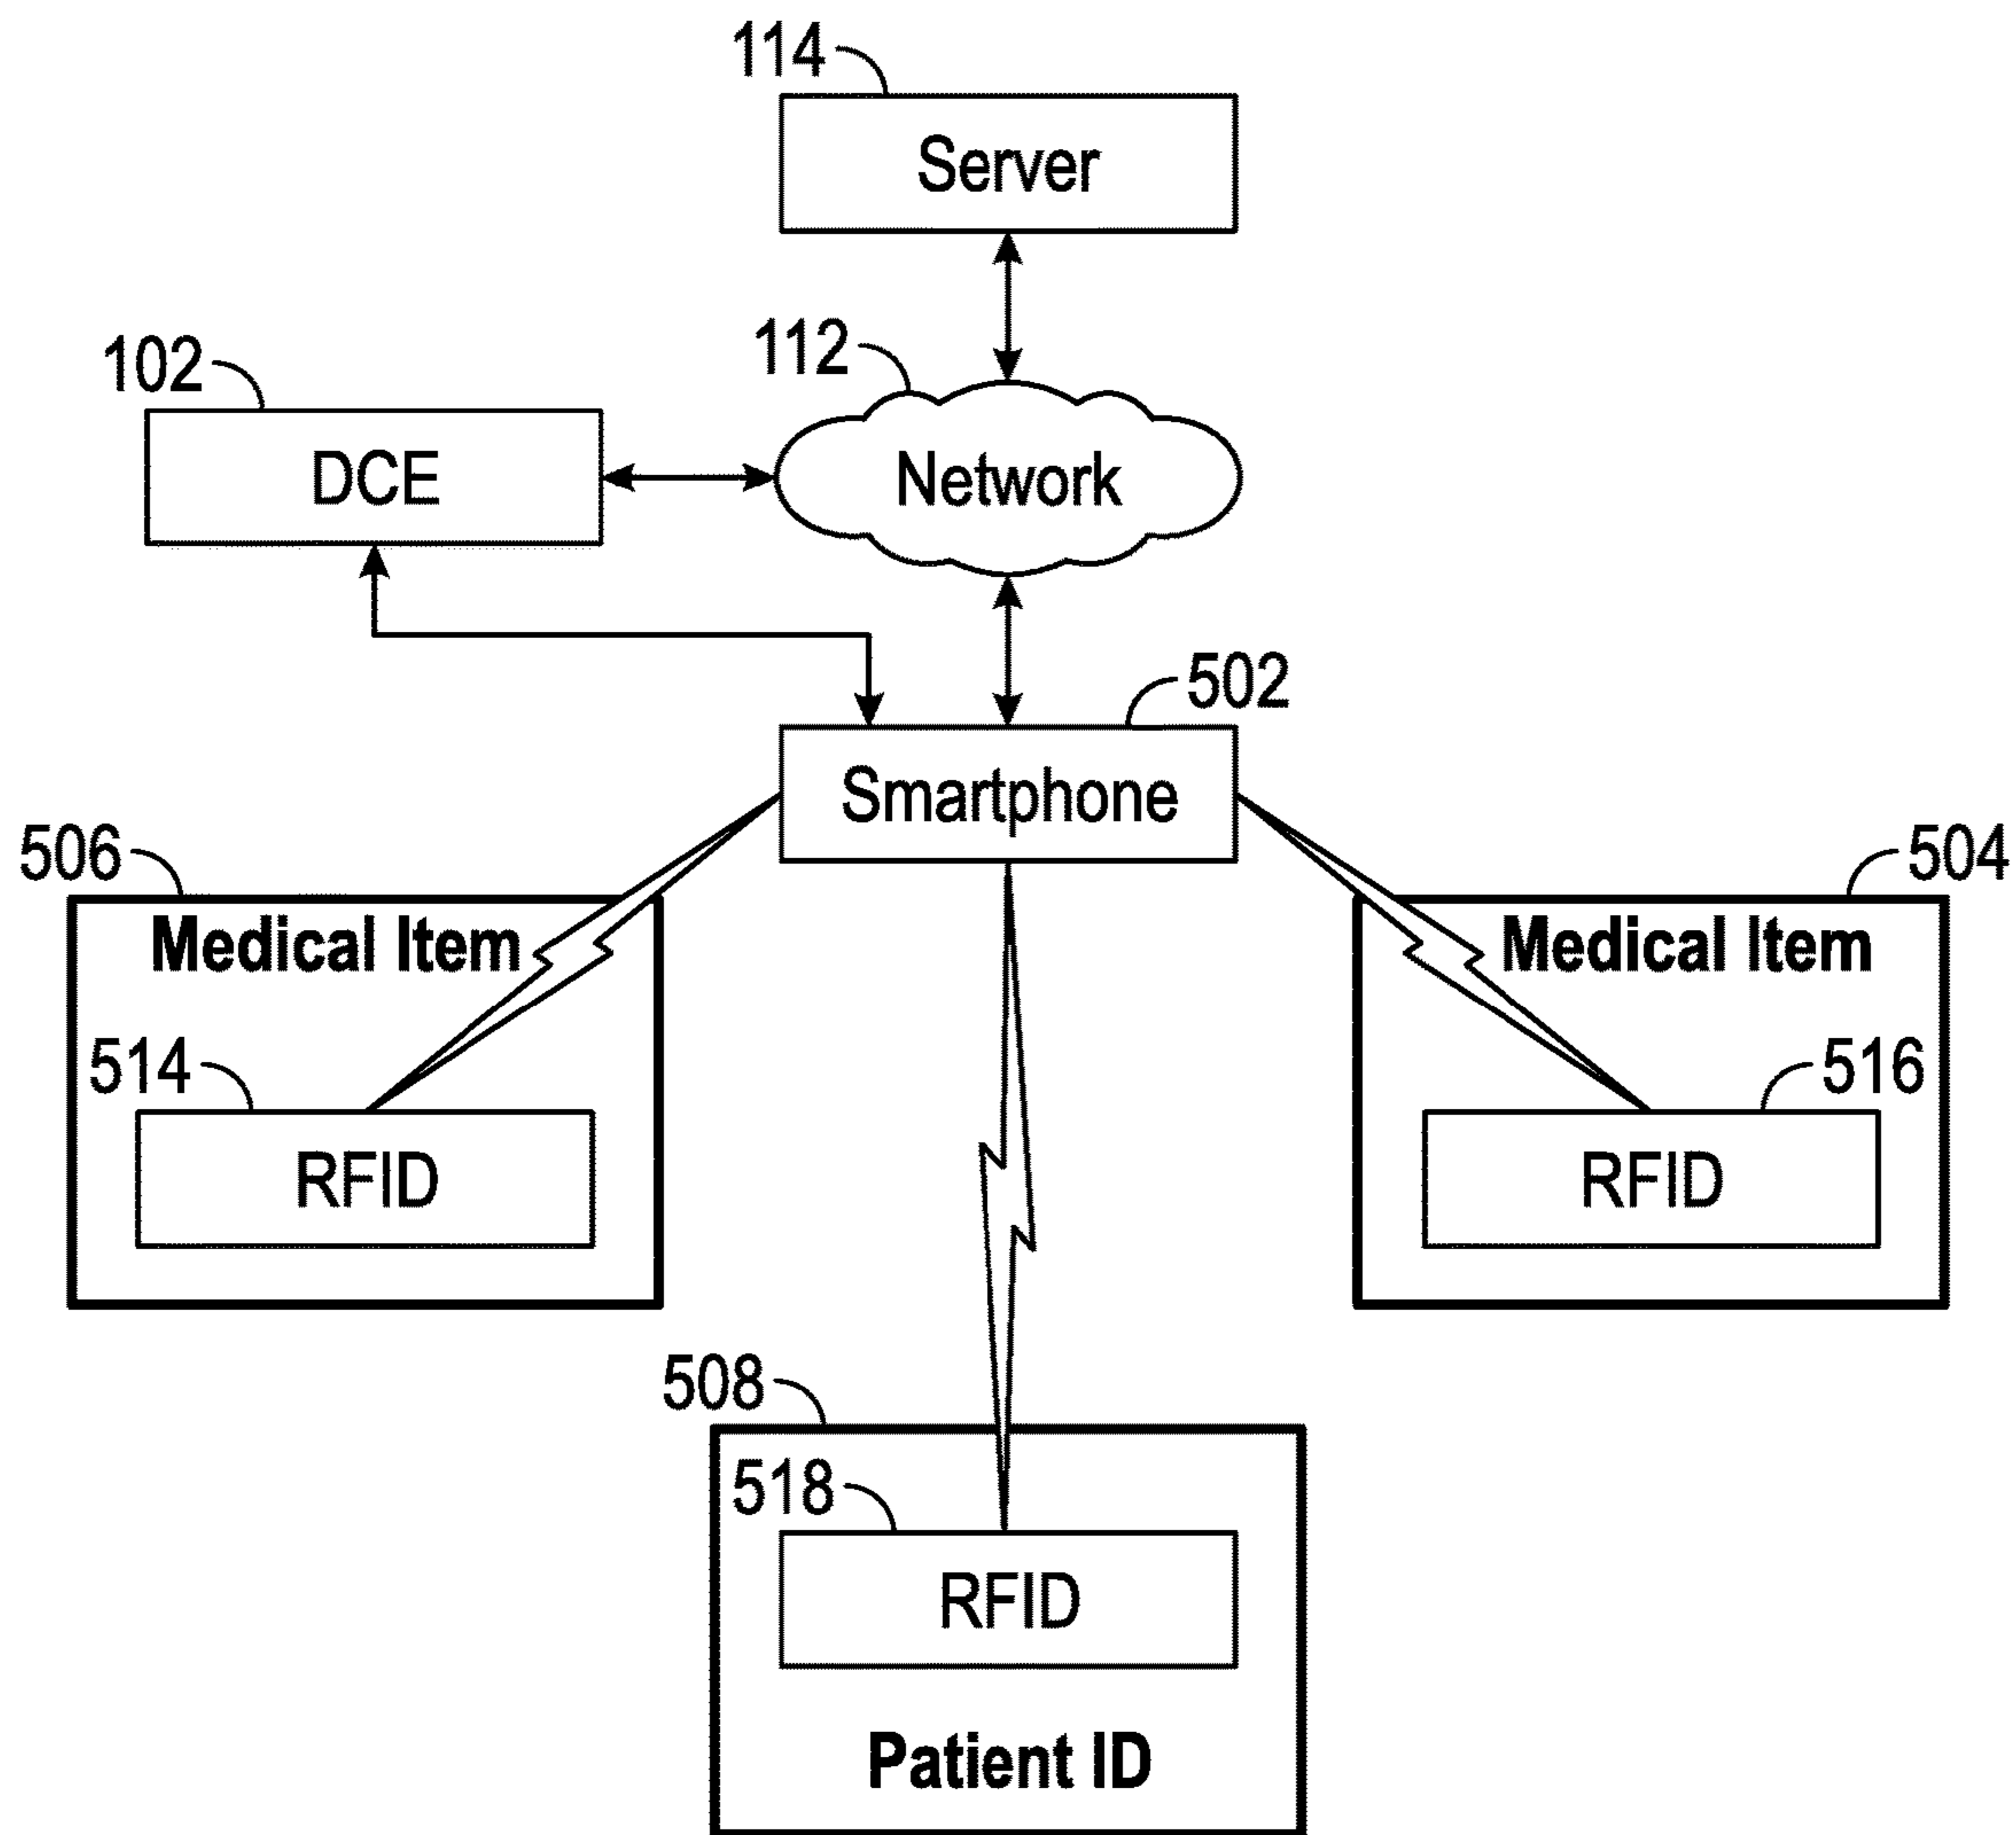 114
Server
112
102
DCE
Network
502
Smartphone
506
504
Medical Item
Medical Item
514
516
RFID
RFID
508
518
RFID
Patient ID